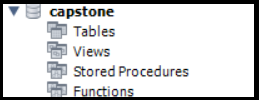 capstone
Tables
Views
Stored Procedures
Functions